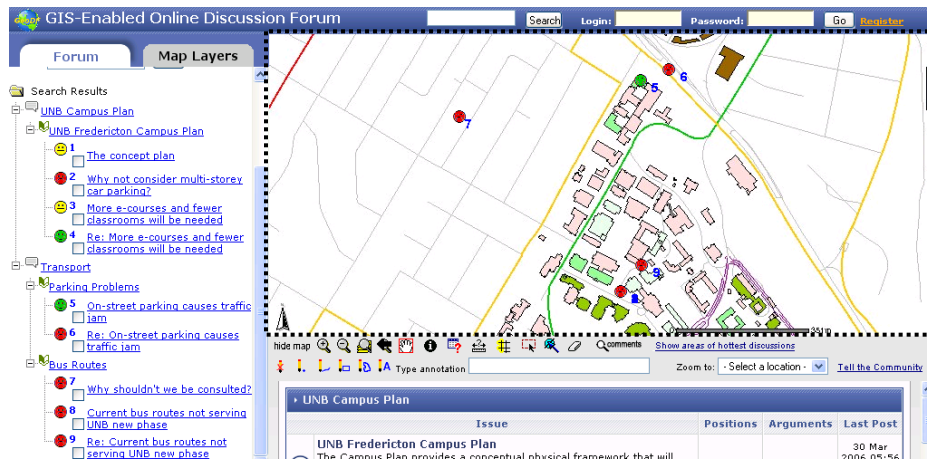 GIS-Enabled Online Discussion Forum
Search
Login:
Password:
Go
Register
Forum
Map Layers
Search Results
UNB Campus Plan
UNB Fredericton Campus Plan
1
The concept plan
2
Why not consider multi-storey
car parking?
3
More e-courses and fewer
classrooms will be needed
4
Re: More e-courses and fewer
classrooms will be needed
Transport
Parking Problems
5
On-street parking causes traffic
jam
6
Re: On-street parking causes
traffic jam
Bus Routes
7
Why shouldn't we be consulted?
8
Current bus routes not serving
UNB new phase
9
Re: Current bus routes not
serving UNB new phase
6
5
7
9
hide map
comments
Show areas of hottest discussions
Type annotation
Zoom to:
- Select a location -
Tell the Community
UNB Campus Plan
Issue
Positions
Arguments
Last Post
UNB Fredericton Campus Plan
The Campus Plan provides a conceptual physical framework that will
30 Mar
2006 05:56